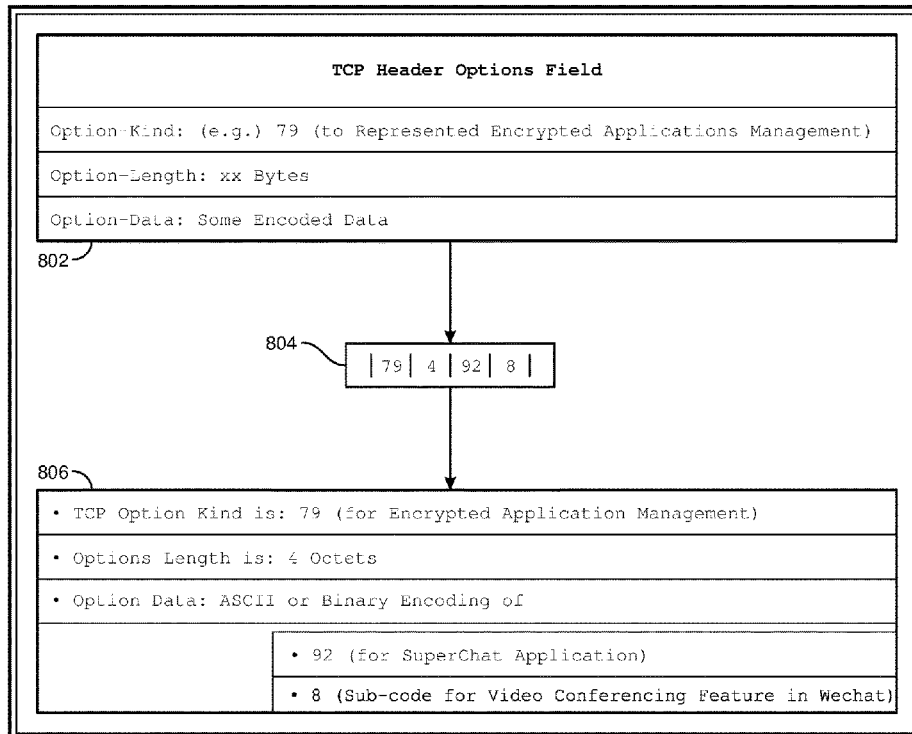 TCP Header Options Field
Option-Kind: (e.g.) 79 (to Represented Encrypted Applications Management)
Option-Length: xx Bytes
Option-Data: Some Encoded Data
802
804
| 79 | 4 | 92 | 8 |
806
• TCP Option Kind is: 79 (for Encrypted Application Management)
• Options Length is: 4 Octets
• Option Data: ASCII or Binary Encoding of
• 92 (for SuperChat Application)
• 8 (Sub-code for Video Conferencing Feature in Wechat)